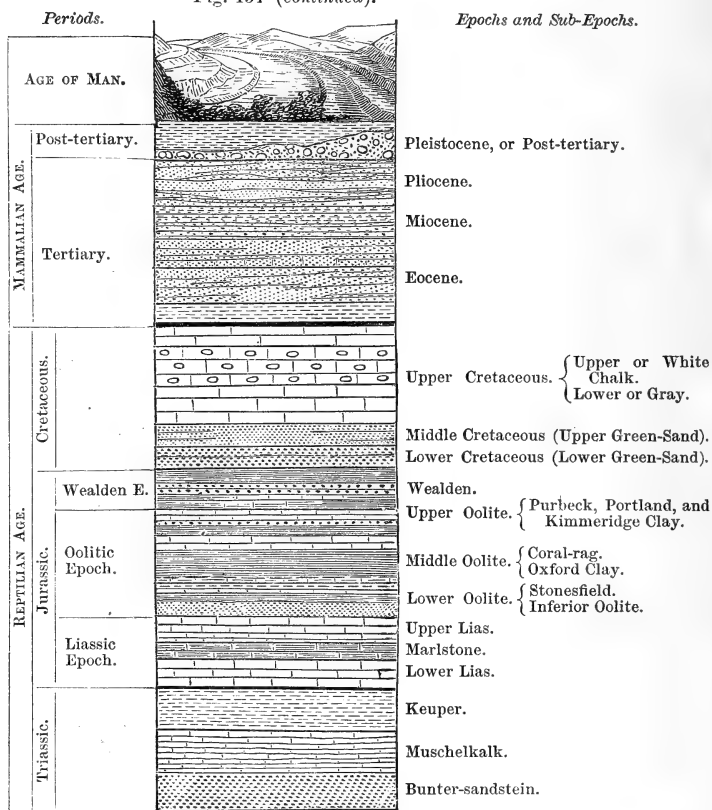 Fig. 134 (continued).
Periods.
Epochs and Sub-Epochs.
AGE OF MAN.
MAMMALIAN AGE.
Post-tertiary.
Pleistocene, or Post-tertiary.
Tertiary.
Pliocene.
Miocene.
Eocene.
REPTILIAN AGE.
Cretaceous.
Upper Cretaceous.
Upper or White
Chalk.
Lower or Gray.
Middle Cretaceous (Upper Green-Sand).
Lower Cretaceous (Lower Green-Sand).
Jurassic.
Wealden E.
Wealden.
Oolitic
Epoch.
Upper Oolite.
Purbeck, Portland, and
Kimmeridge Clay.
Middle Oolite.
Coral-rag.
Oxford Clay.
Lower Oolite.
Stonesfield.
Inferior Oolite.
Liassic
Epoch.
Upper Lias.
Marlstone.
Lower Lias.
Triassic.
Keuper.
Muschelkalk.
Bunter-sandstein.